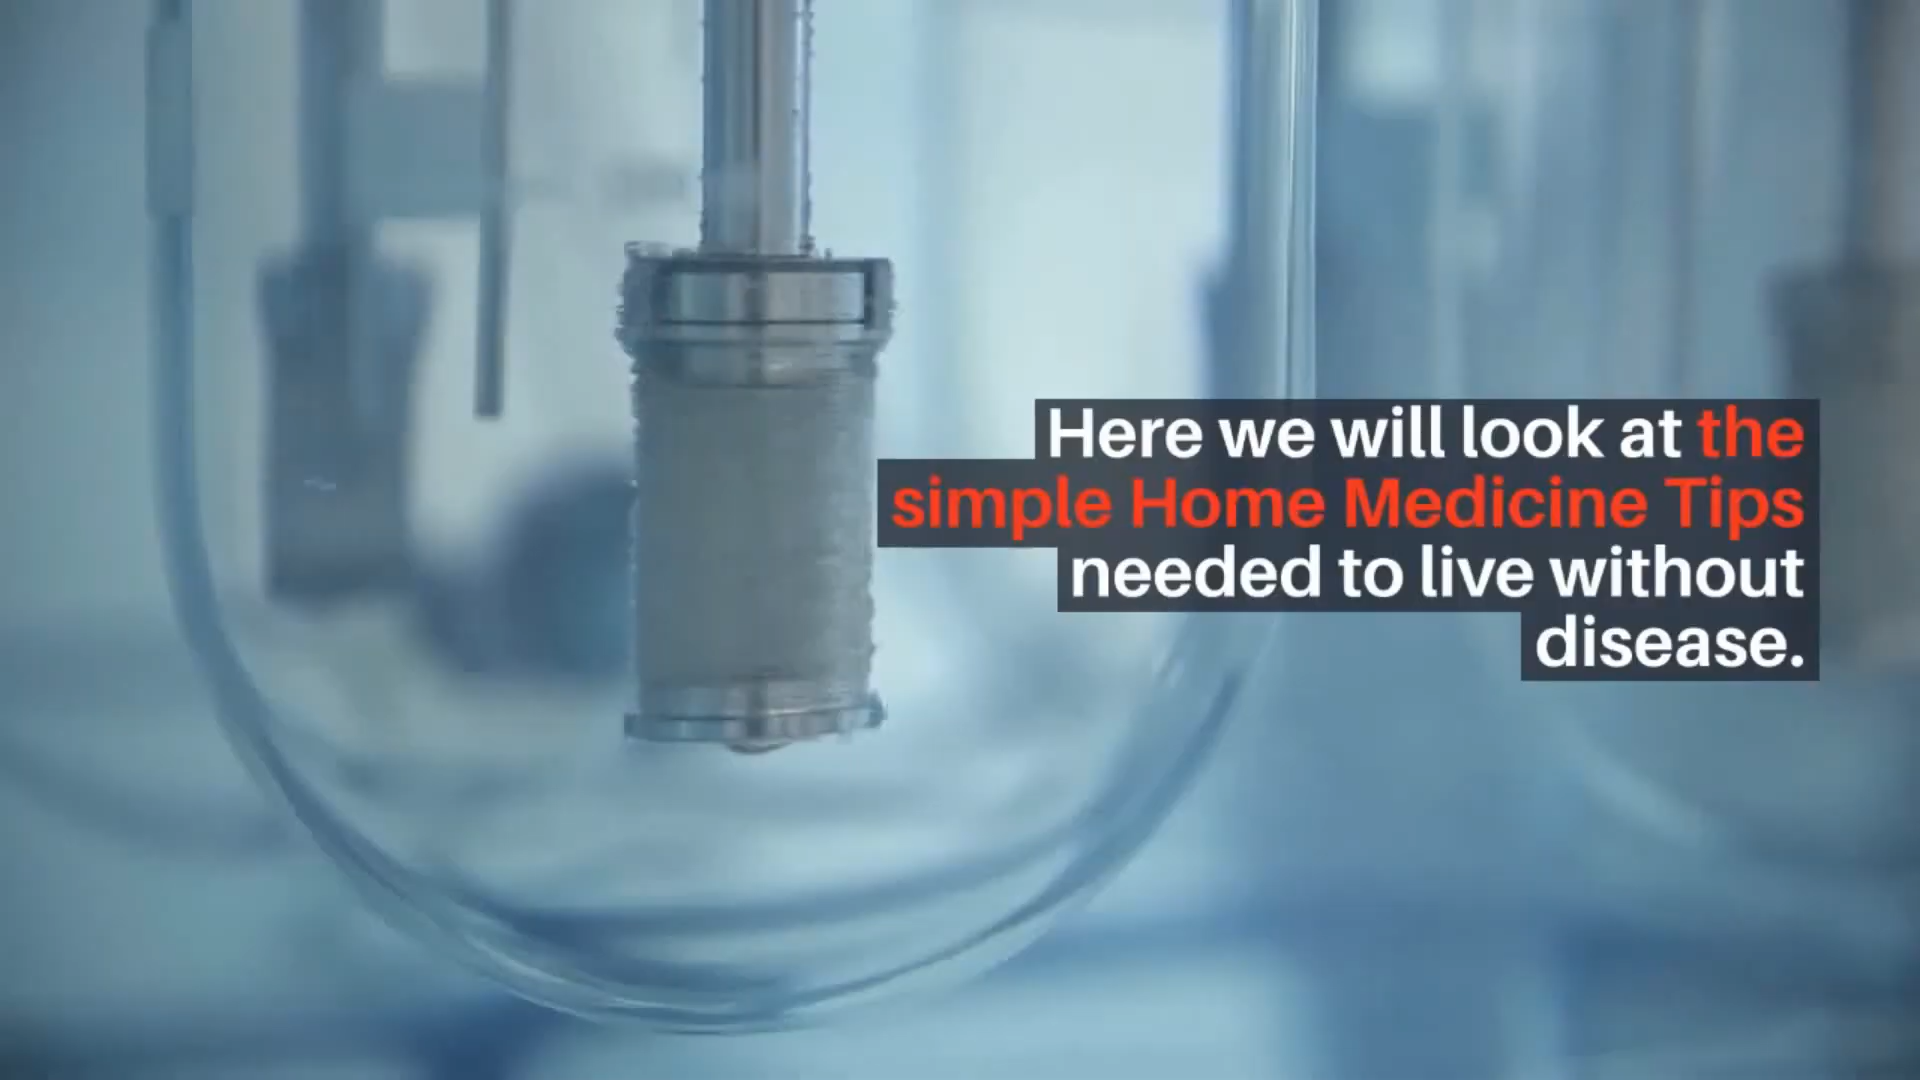 Here we will look at the
simple Home Medicine Tips
needed to live without
disease.